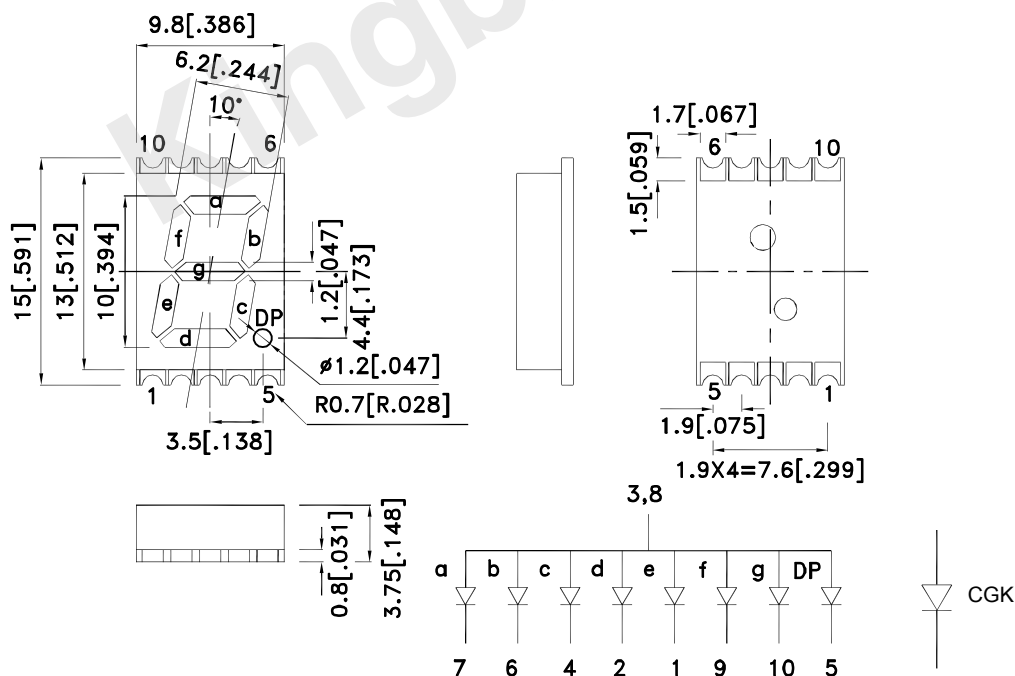 9.8[.386]
6.2[.244]
10°
10 6
a
f b
g
e c
d DP
1 5
15[.591]
13[.512]
10[.394]
1.2[.047]
4.4[.173]
ø1.2[.047]
R0.7[R.028]
3.5[.138]
1.7[.067]
6 10
1.5[.059]
5 1
1.9[.075]
1.9X4=7.6[.299]
0.8[.031]
3.75[.148]
3,8
a b c d e f g DP
7 6 4 2 1 9 10 5
CGK
Kingb